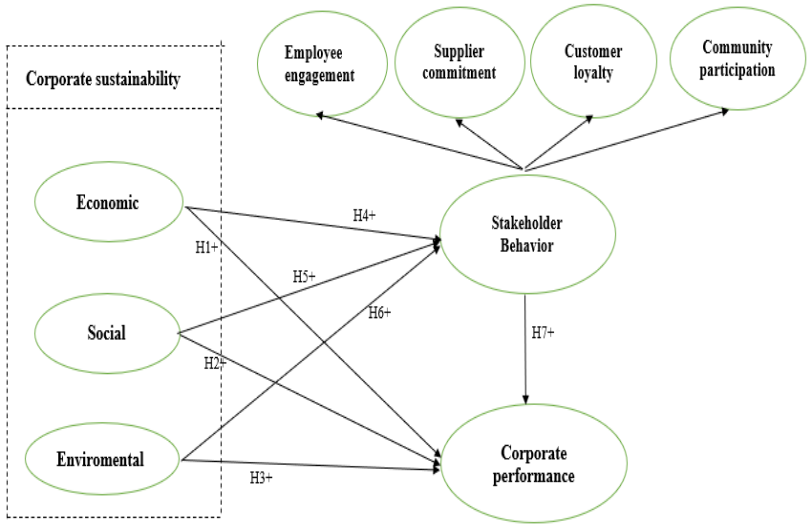 Corporate sustainability
Employee
engagement
Supplier
commitment
Customer
loyalty
Community
participation
Economic
Social
Enviromental
H4+
H1+
H5+
H6+
H2+
H3+
Stakeholder
Behavior
H7+
Corporate
performance